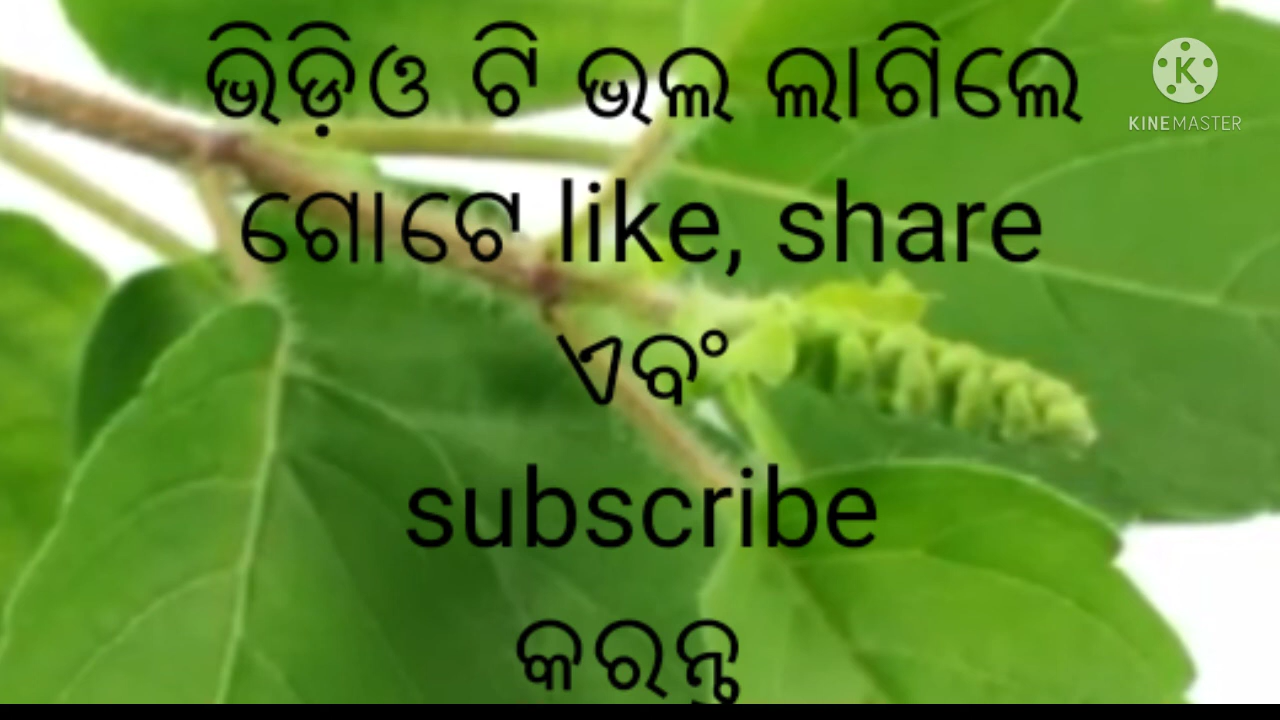 ଭିଡ଼ିଓ ଟି ଭଲ ଲାଗିଲେ
ଗୋଟେ like, share
ଏବଂ
subscribe
କରନ୍ତୁ
K
KINEMASTER